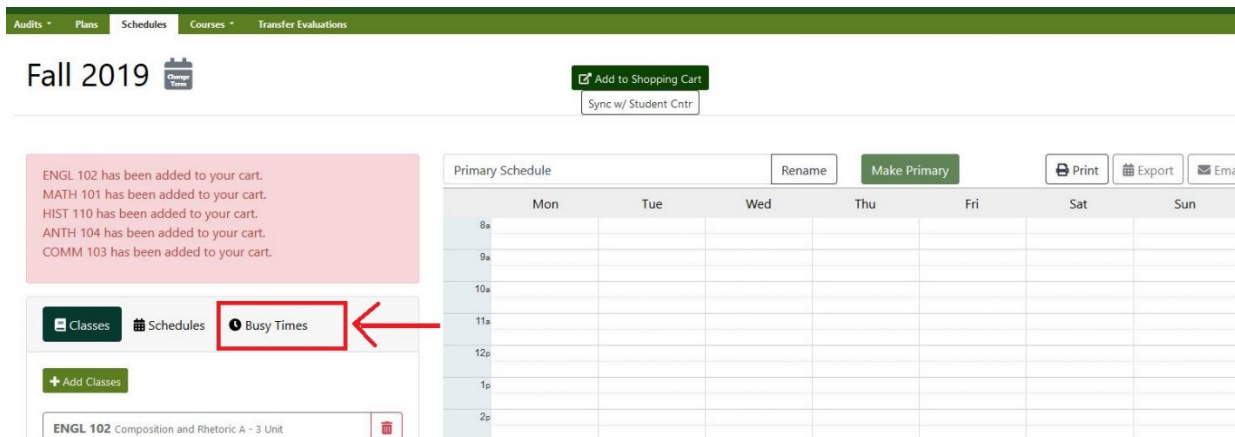 Audits Plans Schedules Courses Transfer Evaluations
Fall 2019 Change Term
Add to Shopping Cart
Sync w/ Student Cntr
ENGL 102 has been added to your cart.
MATH 101 has been added to your cart.
HIST 110 has been added to your cart.
ANTH 104 has been added to your cart.
COMM 103 has been added to your cart.
Classes Schedules Busy Times
+ Add Classes
ENGL 102 Composition and Rhetoric A - 3 Unit
Primary Schedule Rename Make Primary Print Export Ema
Mon Tue Wed Thu Fri Sat Sun
8a
9a
10a
11a
12p
1p
2p